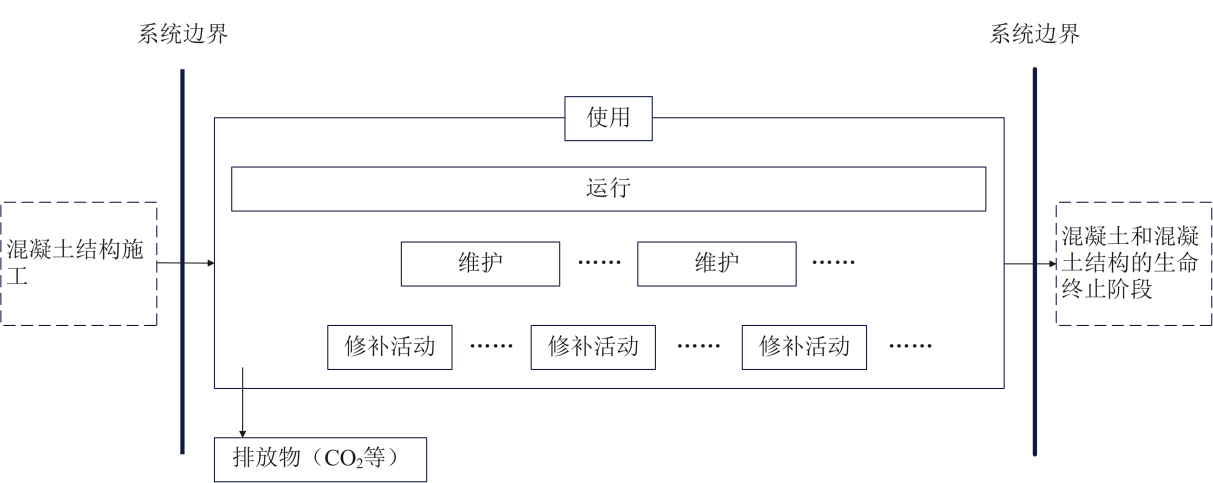 系统边界
系统边界
使用
运行
混凝土结构施
工
混凝土和混凝
土结构的生命
终止阶段
维护 …… 维护 ……
修补活动 …… 修补活动 …… 修补活动 ……
排放物（CO₂等）